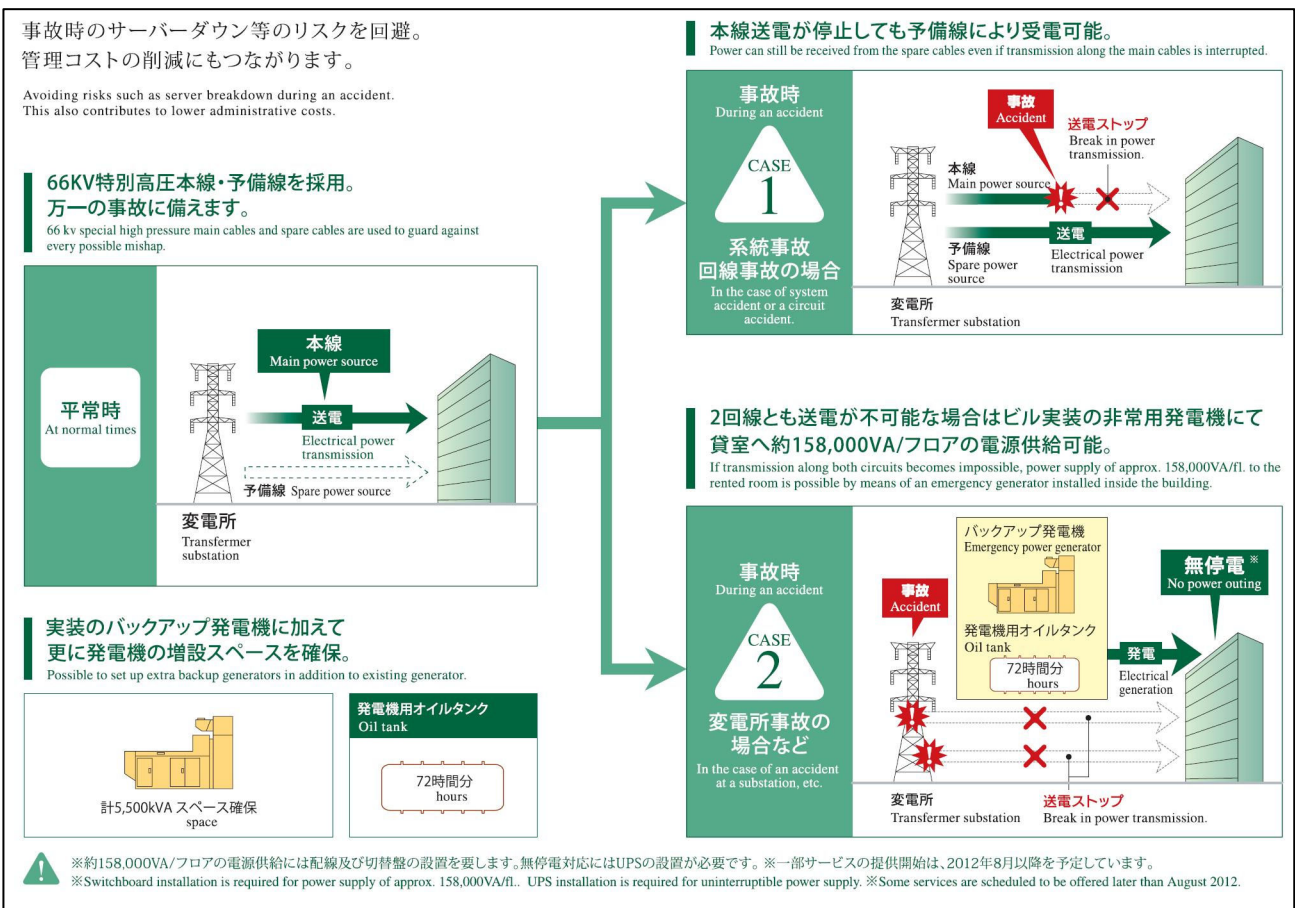 事故時のサーバーダウン等のリスクを回避。
管理コストの削減にもつながります。
Avoiding risks such as server breakdown during an accident.
This also contributes to lower administrative costs.
66KV特別高圧本線・予備線を採用。
万一の事故に備えます。
66 kv special high pressure main cables and spare cables are used to guard against
every possible mishap.
平常時
At normal times
本線
Main power source
送電
Electrical power
transmission
予備線 Spare power source
変電所
Transfermer
substation
実装のバックアップ発電機に加えて
更に発電機の増設スペースを確保。
Possible to set up extra backup generators in addition to existing generator.
計5,500kVA スペース確保
space
発電機用オイルタンク
Oil tank
72時間分
hours
本線送電が停止しても予備線により受電可能。
Power can still be received from the spare cables even if transmission along the main cables is interrupted.
事故時
During an accident
CASE
1
系統事故
回線事故の場合
In the case of system
accident or a circuit
accident.
事故
Accident
送電ストップ
Break in power
transmission.
本線
Main power source
送電
予備線
Spare power
source
Electrical power
transmission
変電所
Transfermer substation
2回線とも送電が不可能な場合はビル実装の非常用発電機にて
貸室へ約158,000VA/フロアの電源供給可能。
If transmission along both circuits becomes impossible, power supply of approx. 158,000VA/fl. to the
rented room is possible by means of an emergency generator installed inside the building.
事故時
During an accident
CASE
2
変電所事故の
場合など
In the case of an accident
at a substation, etc.
事故
Accident
バックアップ発電機
Emergency power generator
発電機用オイルタンク
Oil tank
72時間分
hours
無停電※
No power outing
発電
Electrical
generation
変電所
Transfermer substation
送電ストップ
Break in power transmission.
※約158,000VA/フロアの電源供給には配線及び切替盤の設置を要します。無停電対応にはUPSの設置が必要です。 ※一部サービスの提供開始は、2012年8月以降を予定しています。
※Switchboard installation is required for power supply of approx. 158,000VA/fl.. UPS installation is required for uninterruptible power supply. ※Some services are scheduled to be offered later than August 2012.